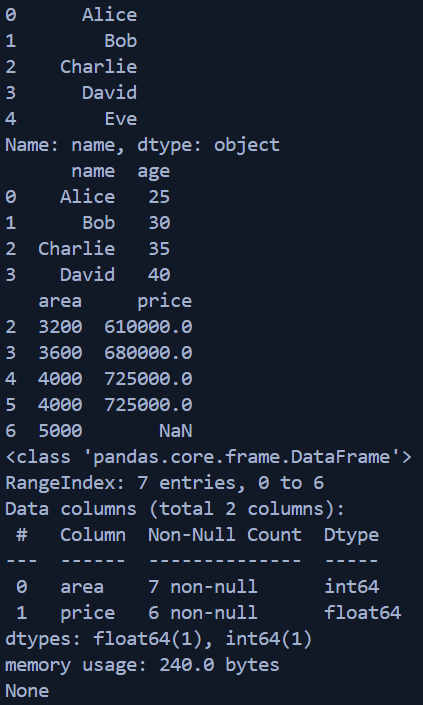 0      Alice
1        Bob
2    Charlie
3      David
4        Eve
Name: name, dtype: object
      name  age
0    Alice   25
1      Bob   30
2  Charlie   35
3    David   40
   area     price
2  3200  610000.0
3  3600  680000.0
4  4000  725000.0
5  4000  725000.0
6  5000       NaN
<class 'pandas.core.frame.DataFrame'>
RangeIndex: 7 entries, 0 to 6
Data columns (total 2 columns):
 #   Column  Non-Null Count  Dtype
---  ------  --------------  -----
 0   area    7 non-null      int64
 1   price   6 non-null      float64
dtypes: float64(1), int64(1)
memory usage: 240.0 bytes
None